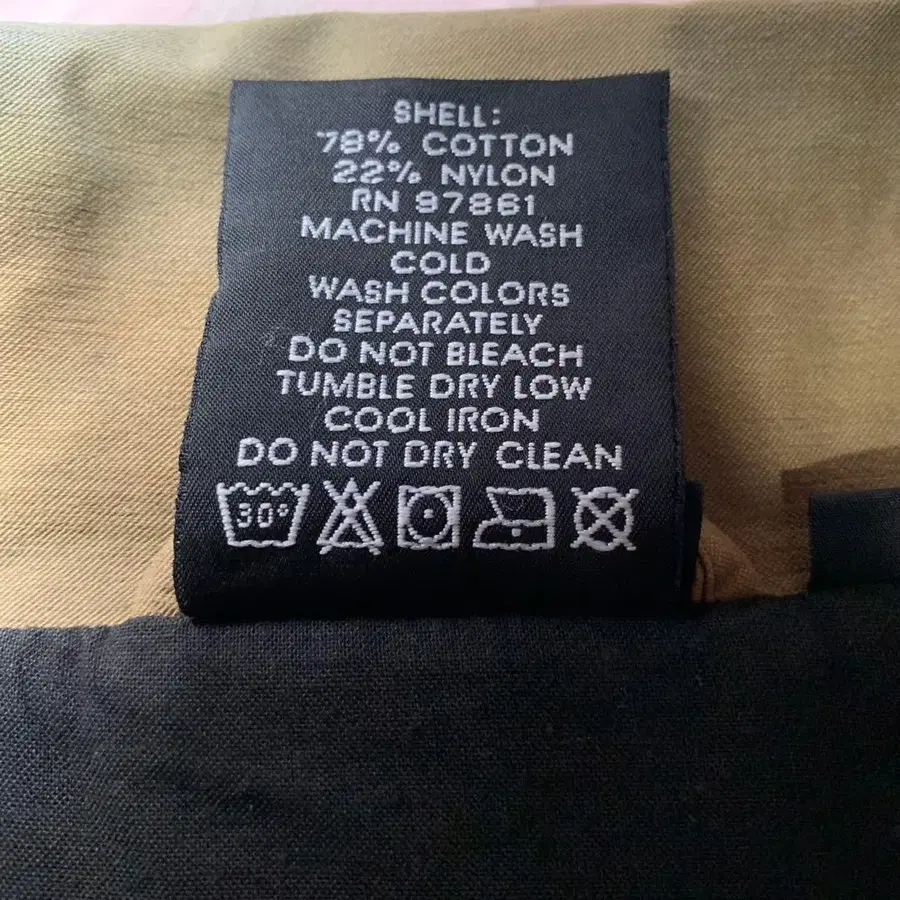 SHELL:
78% COTTON
22% NYLON
RN 97861
MACHINE WASH
COLD
WASH COLORS
SEPARATELY
DO NOT BLEACH
TUMBLE DRY LOW
COOL IRON
DO NOT DRY CLEAN
30°